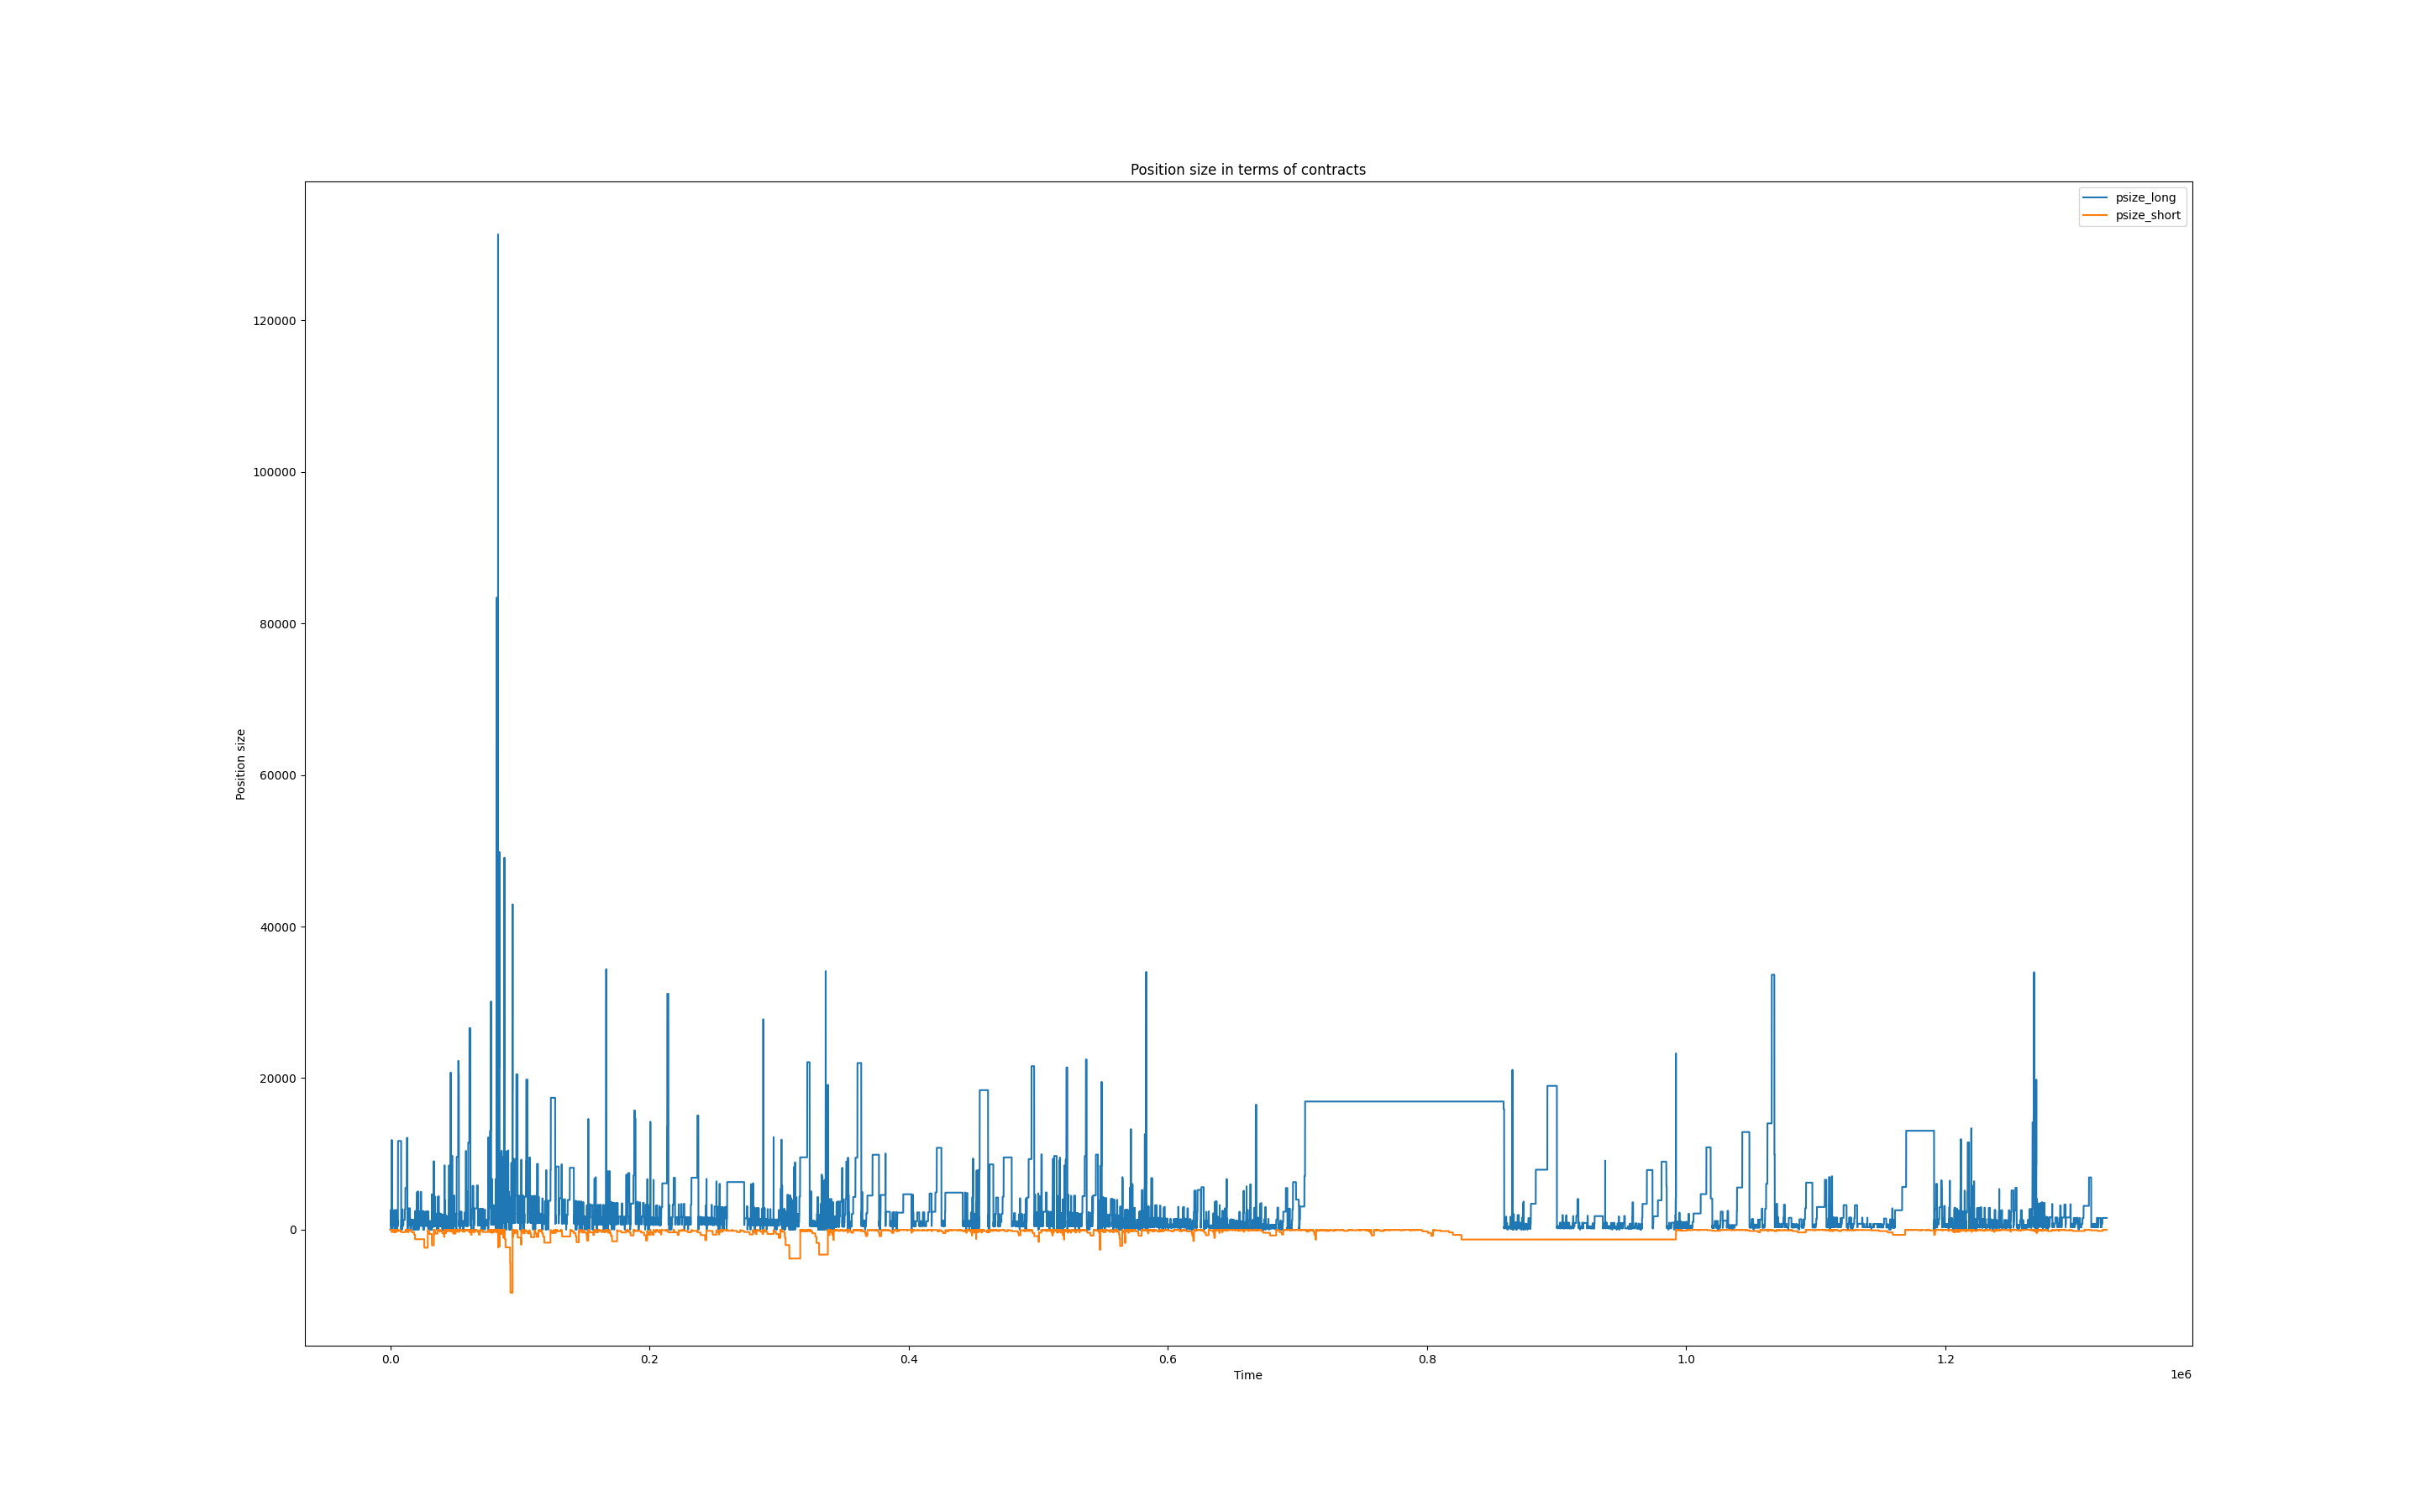 Position size in terms of contracts
psize_long
psize_short
120000
100000
80000
60000
40000
20000
0
Position size
0.0 0.2 0.4 0.6 0.8 1.0 1.2
Time
1e6